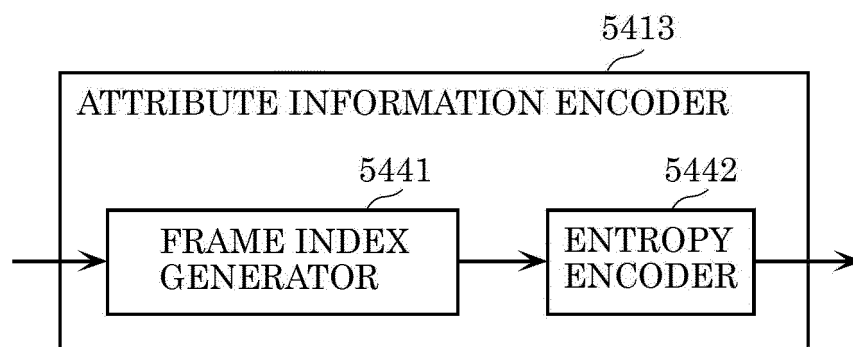 5413
ATTRIBUTE INFORMATION ENCODER
5441
5442
FRAME INDEX
GENERATOR
ENTROPY
ENCODER